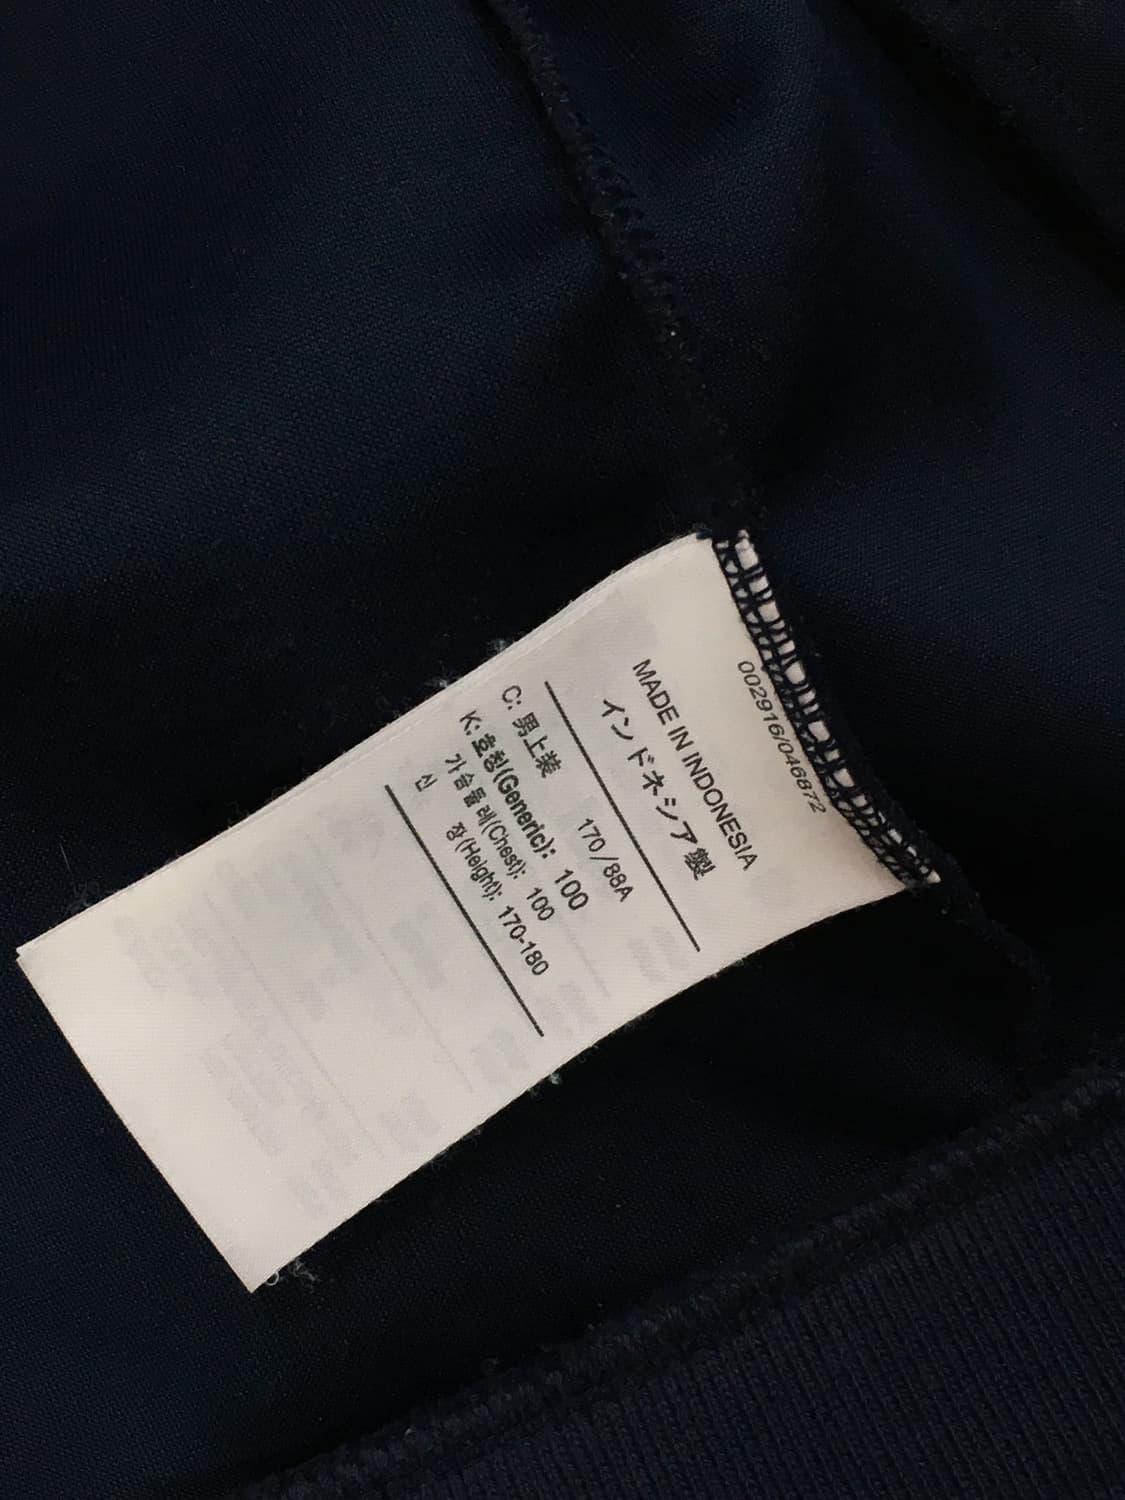 002916/046872
MADE IN INDONESIA
インドネシア製
C: 男上装 170/88A
K: 호칭(Generic): 100
가슴둘레(Chest): 100
신장(Height): 170-180